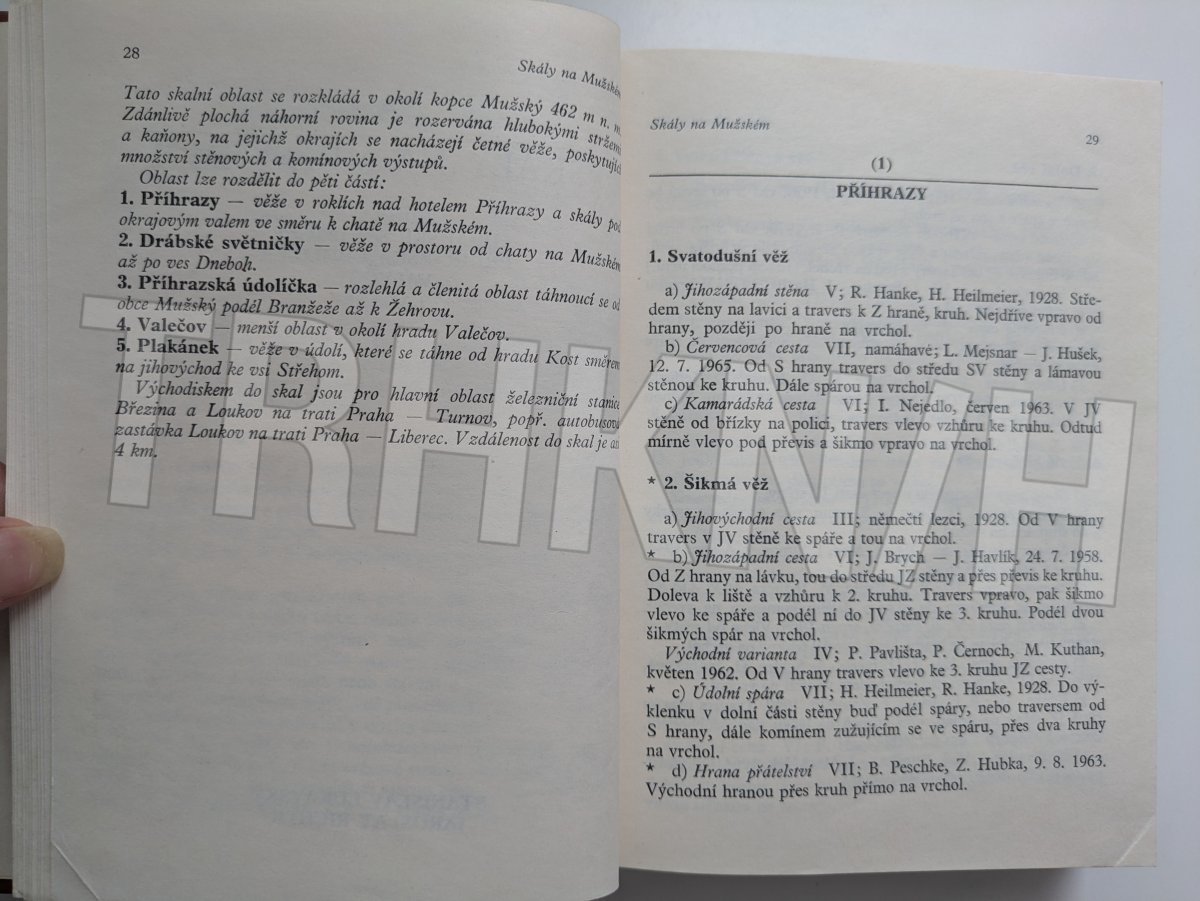 28
Skály na Mužském
Tato skalní oblast se rozkládá v okolí kopce Mužský 462 m n. m.
Zdánlivě plochá náhorní rovina je rozervána hlubokými stržemi
a kaňony, na jejichž okrajích se nacházejí četné věže, poskytující
množství stěnových a komínových výstupů.
Oblast lze rozdělit do pěti částí:
1. Příhrazy — věže v roklích nad hotelem Příhrazy a skály pod
okrajovým valem ve směru k chatě na Mužském.
2. Drábské světničky — věže v prostoru od chaty na Mužském
až po ves Dneboh.
3. Příhrazská údolíčka — rozlehlá a členitá oblast táhnoucí se od
obce Mužský podél Branžeže až k Žehrovu.
4. Valečov — menší oblast v okolí hradu Valečov.
5. Plakánek — věže v údolí, které se táhne od hradu Kost směrem
na jihovýchod ke vsi Střehom.
Východiskem do skal jsou pro hlavní oblast železniční stanice
Březina a Loukov na trati Praha — Turnov, popř. autobusová
zastávka Loukov na trati Praha — Liberec. Vzdálenost do skal je asi
4 km.
Skály na Mužském
29
(1)
PŘÍHRAZY
1. Svatodušní věž
a) Jihozápadní stěna V; R. Hanke, H. Heilmeier, 1928. Stře-
dem stěny na lavici a travers k Z hraně, kruh. Nejdříve vpravo od
hrany, později po hraně na vrchol.
b) Červencová cesta VII, namáhavé; L. Mejsnar — J. Hušek,
12. 7. 1965. Od S hrany travers do středu SV stěny a lámavou
stěnou ke kruhu. Dále spárou na vrchol.
c) Kamarádská cesta VI; I. Nejedlo, červen 1963. V JV
stěně od břízky na polici, travers vlevo vzhůru ke kruhu. Odtud
mírně vlevo pod převis a šikmo vpravo na vrchol.
* 2. Šikmá věž
a) Jihovýchodní cesta III; němečtí lezci, 1928. Od V hrany
travers v JV stěně ke spáře a tou na vrchol.
* b) Jihozápadní cesta VI; J. Brych — J. Havlík, 24. 7. 1958.
Od Z hrany na lávku, tou do středu JZ stěny a přes převis ke kruhu.
Doleva k liště a vzhůru k 2. kruhu. Travers vpravo, pak šikmo
vlevo ke spáře a podél ní do JV stěny ke 3. kruhu. Podél dvou
šikmých spár na vrchol.
Východní varianta IV; P. Pavlišta, P. Černoch, M. Kuthan,
květen 1962. Od V hrany travers vlevo ke 3. kruhu JZ cesty.
* c) Údolní spára VII; H. Heilmeier, R. Hanke, 1928. Do vý-
klenku v dolní části stěny buď podél spáry, nebo traversem od
S hrany, dále komínem zužujícím se ve spáru, přes dva kruhy
na vrchol.
* d) Hrana přátelství VII; B. Peschke, Z. Hubka, 9. 8. 1963.
Východní hranou přes kruh přímo na vrchol.